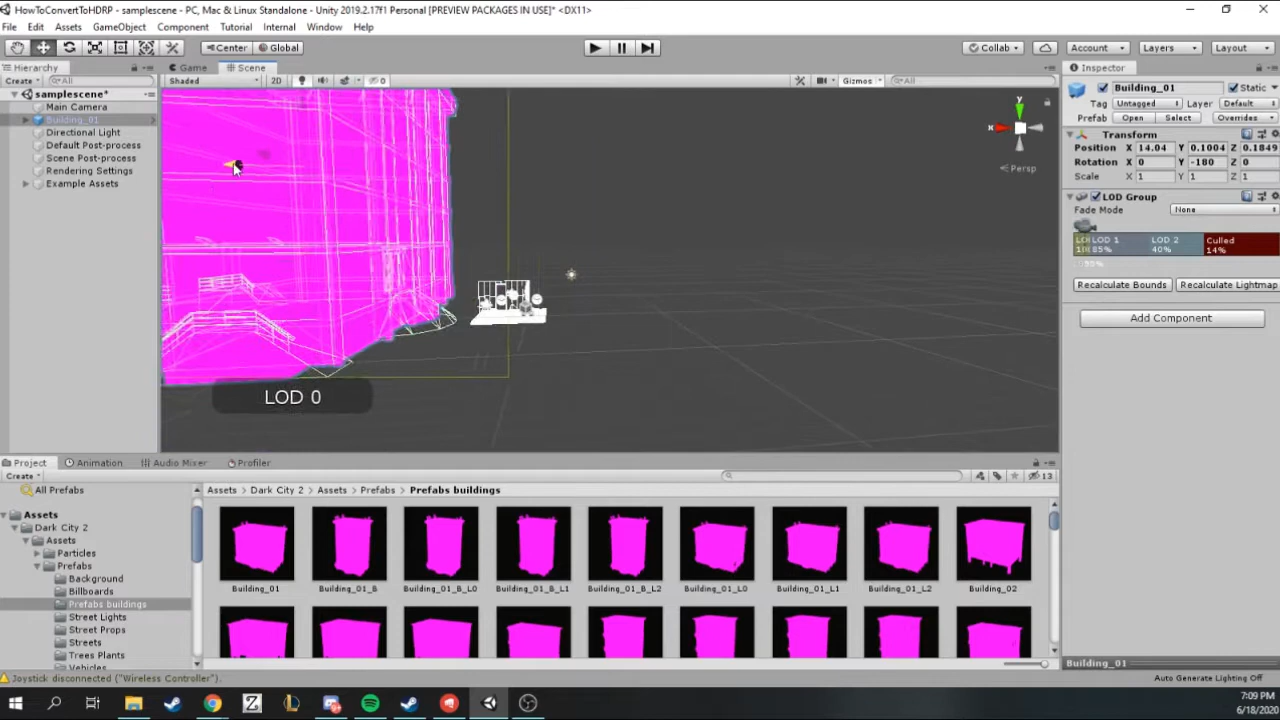 HowToConvertToHDRP - samplescene - PC, Mac & Linux Standalone - Unity 2019.2.17f1 Personal [PREVIEW PACKAGES IN USE]* <DX11>
File Edit Assets GameObject Component Tutorial Internal Window Help
Center Global Collab Account Layers Layout
Hierarchy Game Scene Inspector
Create All Shaded 2D 0 Gizmos All
samplescene*
Main Camera
Building_01
Directional Light
Default Post-process
Scene Post-process
Rendering Settings
Example Assets
y
x
Persp
LOD 0
Building_01 Static
Tag Untagged Layer Default
Prefab Open Select Overrides
Transform
Position X 14.04 Y 0.1004 Z 0.1849
Rotation X 0 Y -180 Z 0
Scale X 1 Y 1 Z 1
LOD Group
Fade Mode None
LOD 1 LOD 2 Culled
85% 40% 14%
Recalculate Bounds Recalculate Lightmap
Add Component
Project Animation Audio Mixer Profiler
Create 13
All Prefabs
Assets
Dark City 2
Assets
Particles
Prefabs
Background
Billboards
Prefabs buildings
Street Lights
Street Props
Streets
Trees Plants
Vehicles
Assets > Dark City 2 > Assets > Prefabs > Prefabs buildings
Building_01 Building_01_B Building_01_B_L0 Building_01_B_L1 Building_01_B_L2 Building_01_L0 Building_01_L1 Building_01_L2 Building_02
Building_01
Joystick disconnected ("Wireless Controller").
Auto Generate Lighting Off
7:09 PM
6/18/2020